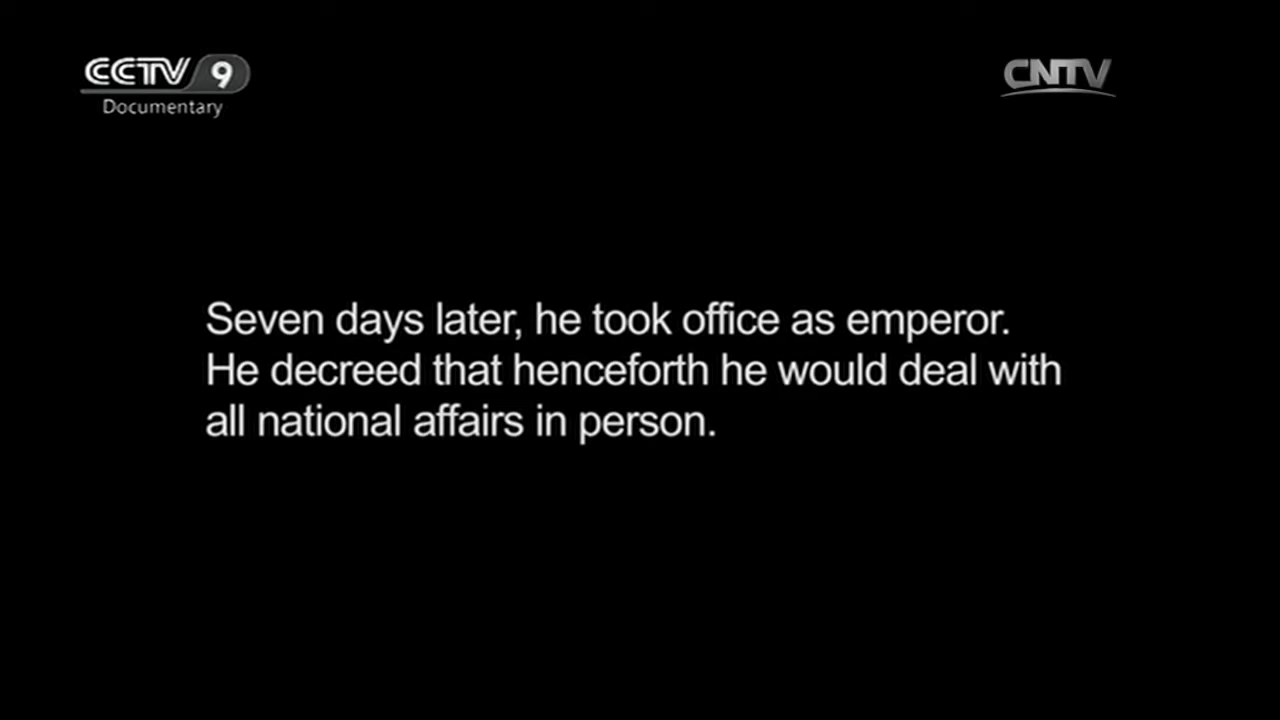 CCTV 9
CNTV
Documentary
Seven days later, he took office as emperor.
He decreed that henceforth he would deal with
all national affairs in person.